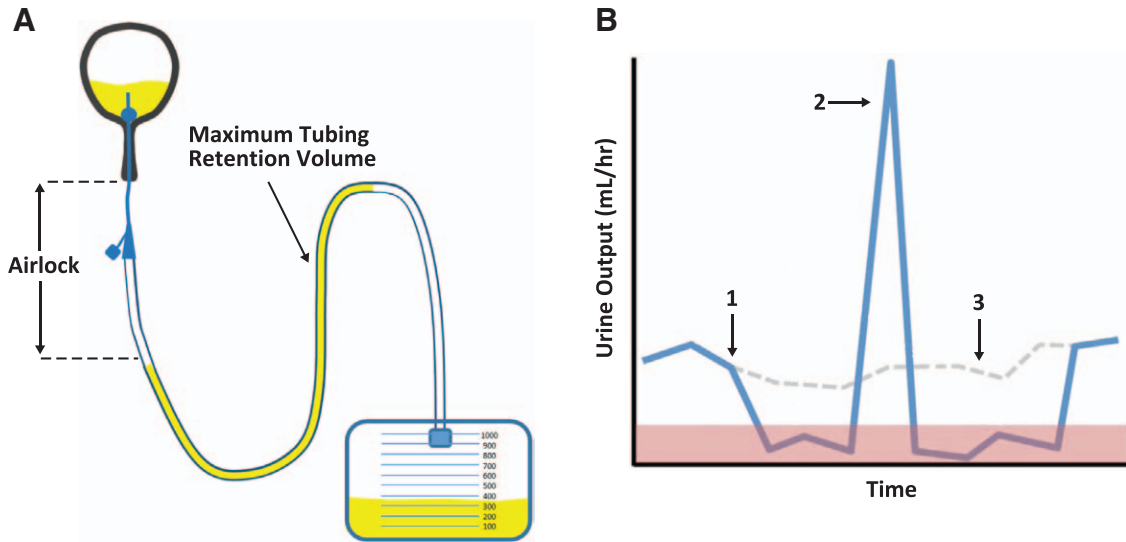 A
Maximum Tubing
Retention Volume
Airlock
1000
900
800
700
600
500
400
300
200
100
B
Urine Output (mL/hr)
2
1
3
Time